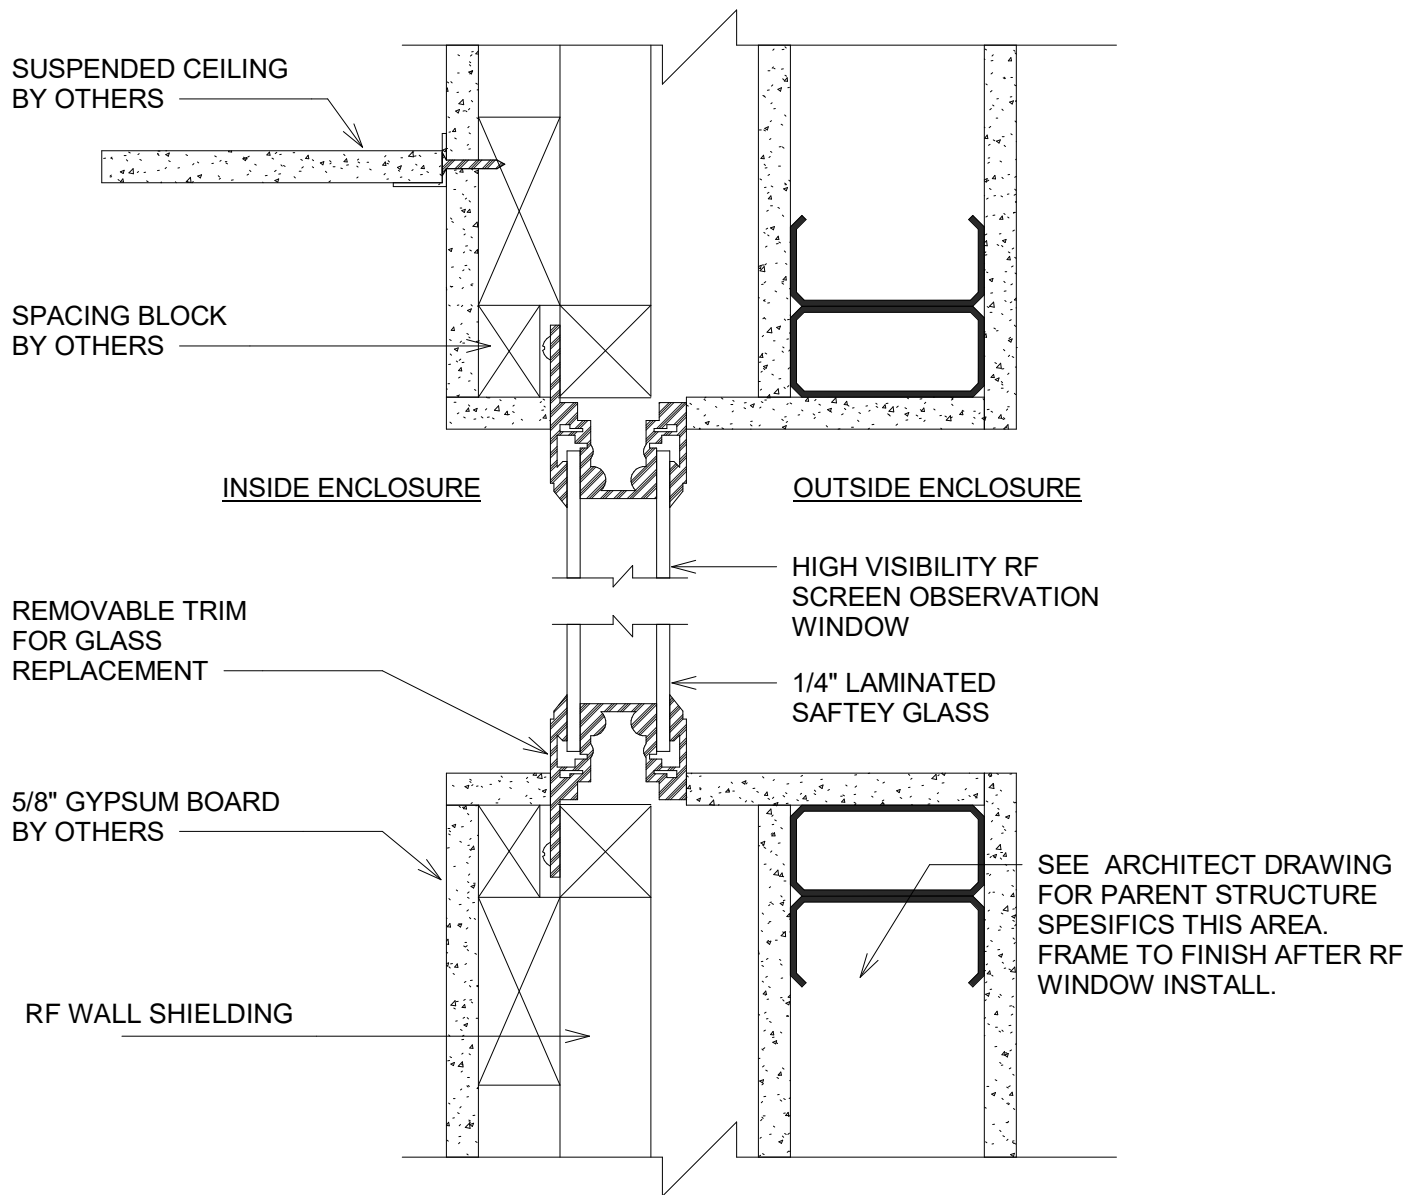 SUSPENDED CEILING
BY OTHERS
SPACING BLOCK
BY OTHERS
INSIDE ENCLOSURE
OUTSIDE ENCLOSURE
HIGH VISIBILITY RF
SCREEN OBSERVATION
WINDOW
REMOVABLE TRIM
FOR GLASS
REPLACEMENT
1/4" LAMINATED
SAFTEY GLASS
5/8" GYPSUM BOARD
BY OTHERS
SEE ARCHITECT DRAWING
FOR PARENT STRUCTURE
SPESIFICS THIS AREA.
FRAME TO FINISH AFTER RF
WINDOW INSTALL.
RF WALL SHIELDING